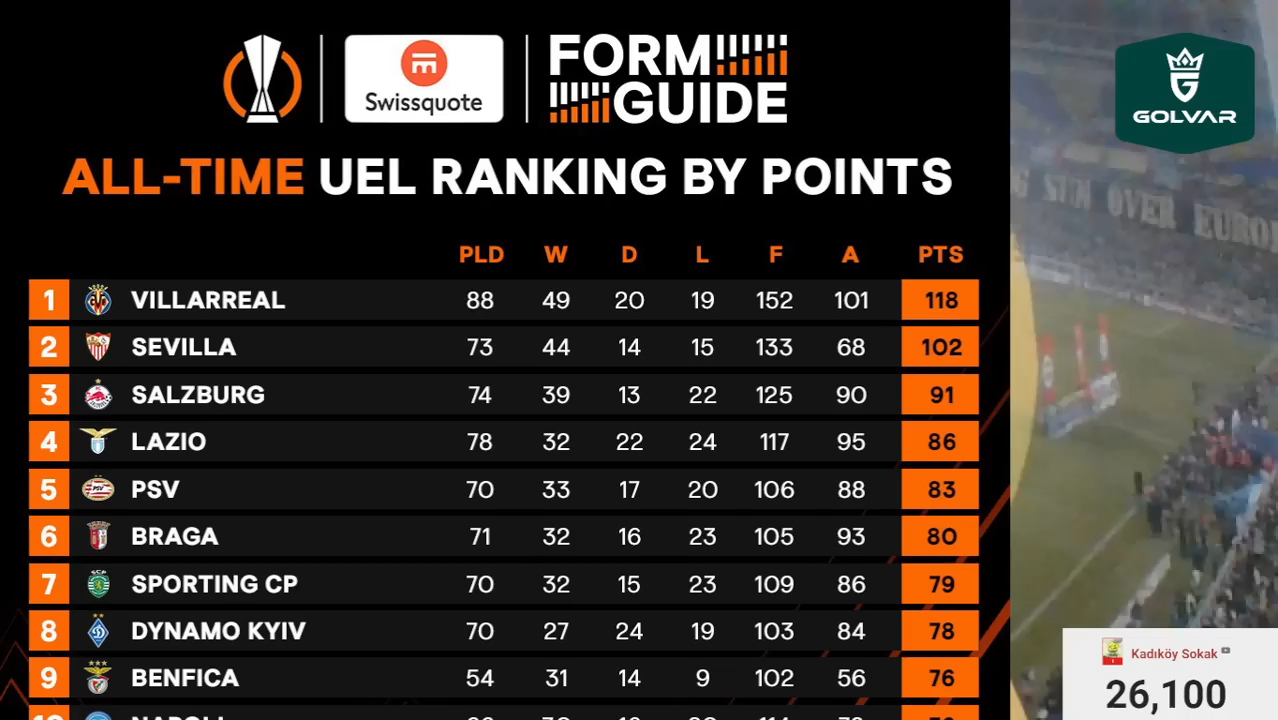 Swissquote
FORM
GUIDE
ALL-TIME UEL RANKING BY POINTS
PLD W D L F A PTS
1 VILLARREAL 88 49 20 19 152 101 118
2 SEVILLA 73 44 14 15 133 68 102
3 SALZBURG 74 39 13 22 125 90 91
4 LAZIO 78 32 22 24 117 95 86
5 PSV 70 33 17 20 106 88 83
6 BRAGA 71 32 16 23 105 93 80
7 SPORTING CP 70 32 15 23 109 86 79
8 DYNAMO KYIV 70 27 24 19 103 84 78
9 BENFICA 54 31 14 9 102 56 76
10 NAPOLI
GOLVAR
OVER EURO
Kadıköy Sokak
26,100